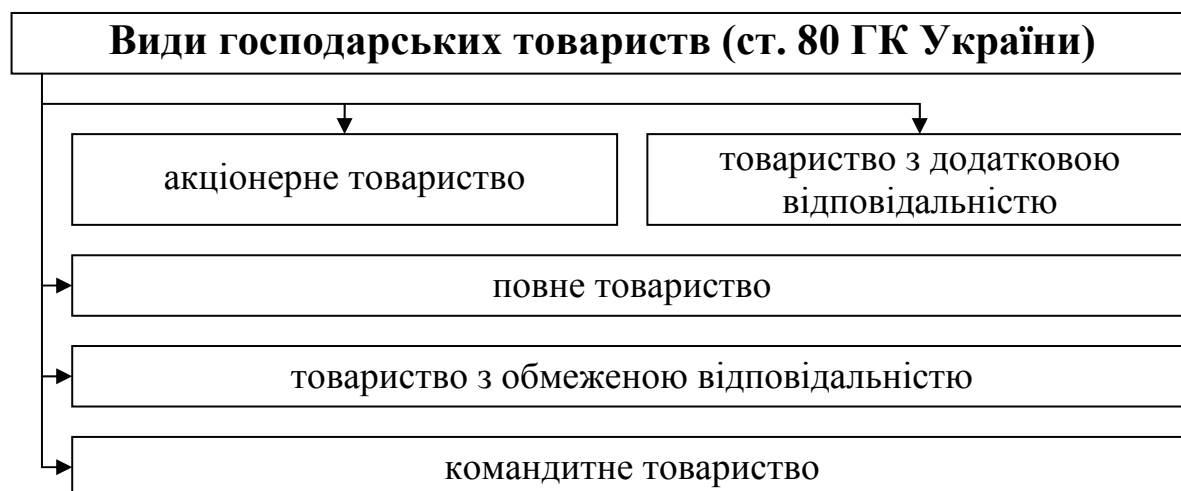 Види господарських товариств (ст. 80 ГК України)
акціонерне товариство
товариство з додатковою
відповідальністю
повне товариство
товариство з обмеженою відповідальністю
командитне товариство